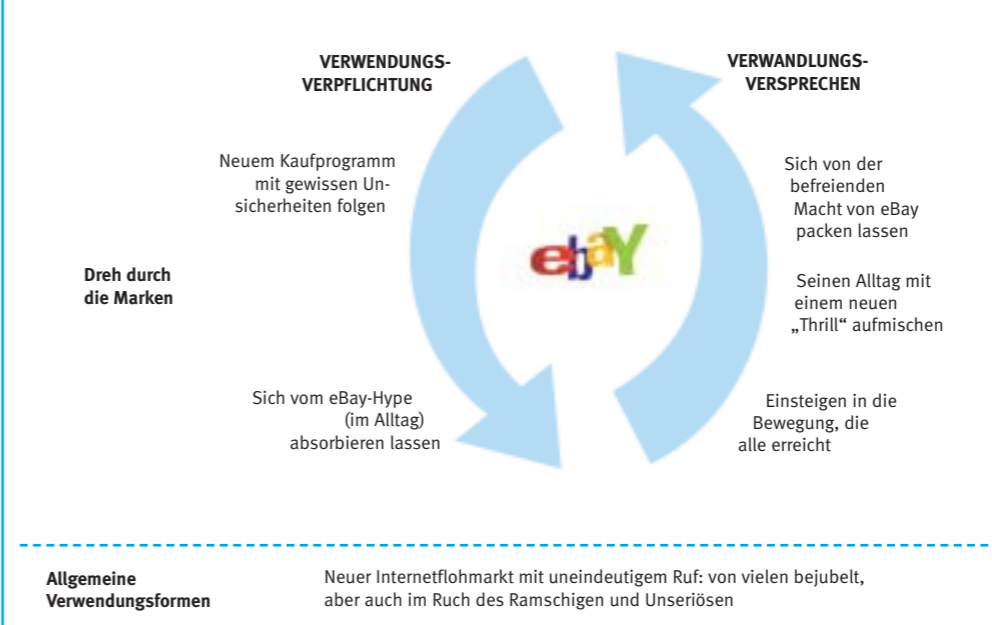 VERWENDUNGS-
VERPFLICHTUNG
VERWANDLUNGS-
VERSPRECHEN
Neuem Kaufprogramm
mit gewissen Un-
sicherheiten folgen
Sich von der
befreienden
Macht von eBay
packen lassen
ebaY
Dreh durch
die Marken
Seinen Alltag mit
einem neuen
„Thrill“ aufmischen
Sich vom eBay-Hype
(im Alltag)
absorbieren lassen
Einsteigen in die
Bewegung, die
alle erreicht
Allgemeine
Verwendungsformen
Neuer Internetflohmarkt mit uneindeutigem Ruf: von vielen bejubelt,
aber auch im Ruch des Ramschigen und Unseriösen